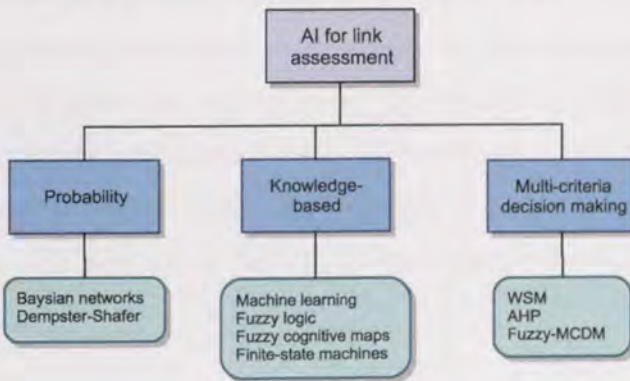 AI for link
assessment
Probability
Knowledge-
based
Multi-criteria
decision making
Baysian networks
Dempster-Shafer
Machine learning
Fuzzy logic
Fuzzy cognitive maps
Finite-state machines
WSM
AHP
Fuzzy-MCDM